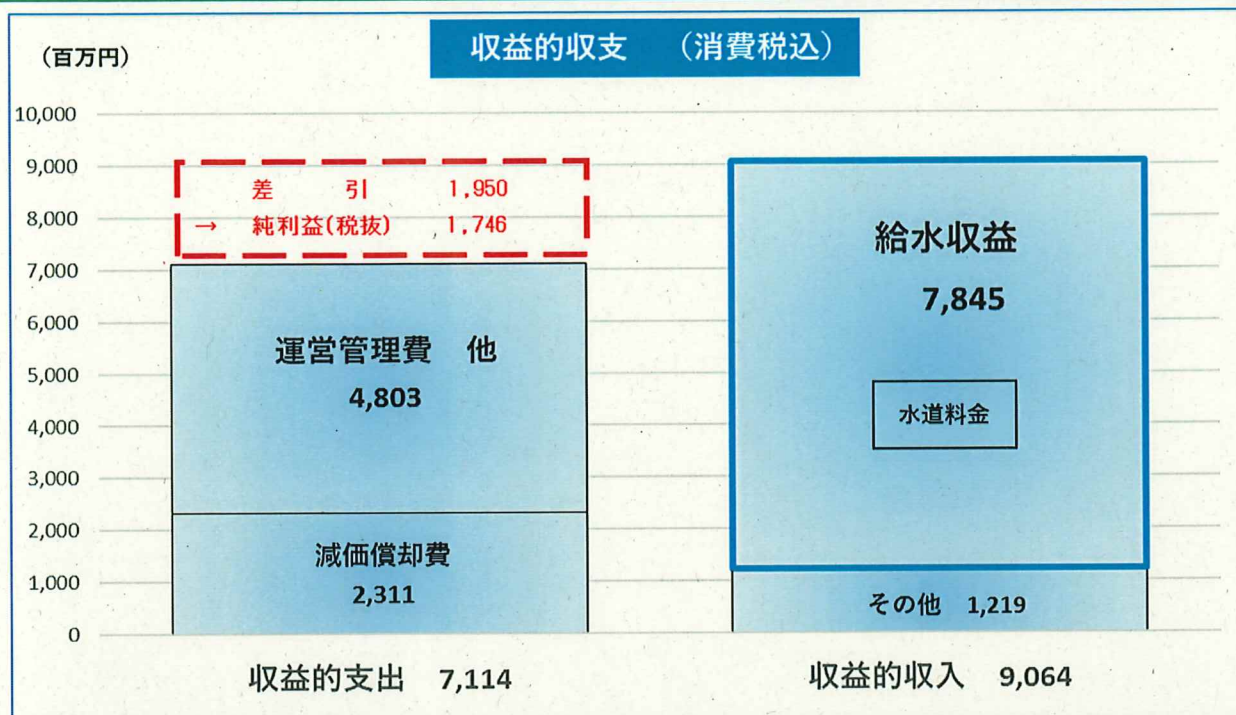 収益的収支 （消費税込）
（百万円）
10,000
9,000
8,000
7,000
6,000
5,000
4,000
3,000
2,000
1,000
0
差 引 1,950
→ 純利益(税抜) 1,746
運営管理費 他
4,803
減価償却費
2,311
給水収益
7,845
水道料金
その他 1,219
収益的支出 7,114
収益的収入 9,064